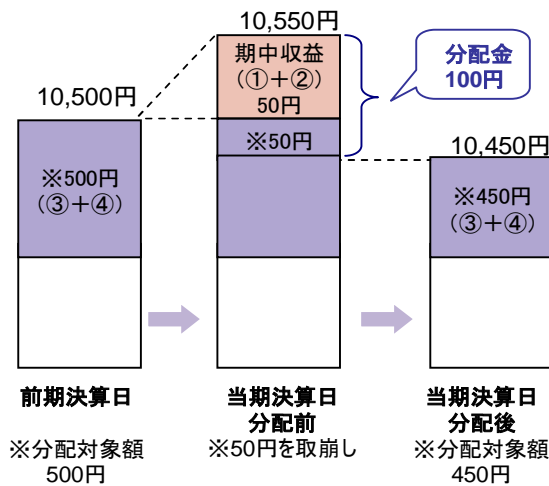 10,550円
期中収益
(①+②)
50円
分配金
100円
10,500円
※50円
10,450円
※500円
(③+④)
※450円
(③+④)
前期決算日
当期決算日
分配前
当期決算日
分配後
※分配対象額
500円
※50円を取崩し
※分配対象額
450円